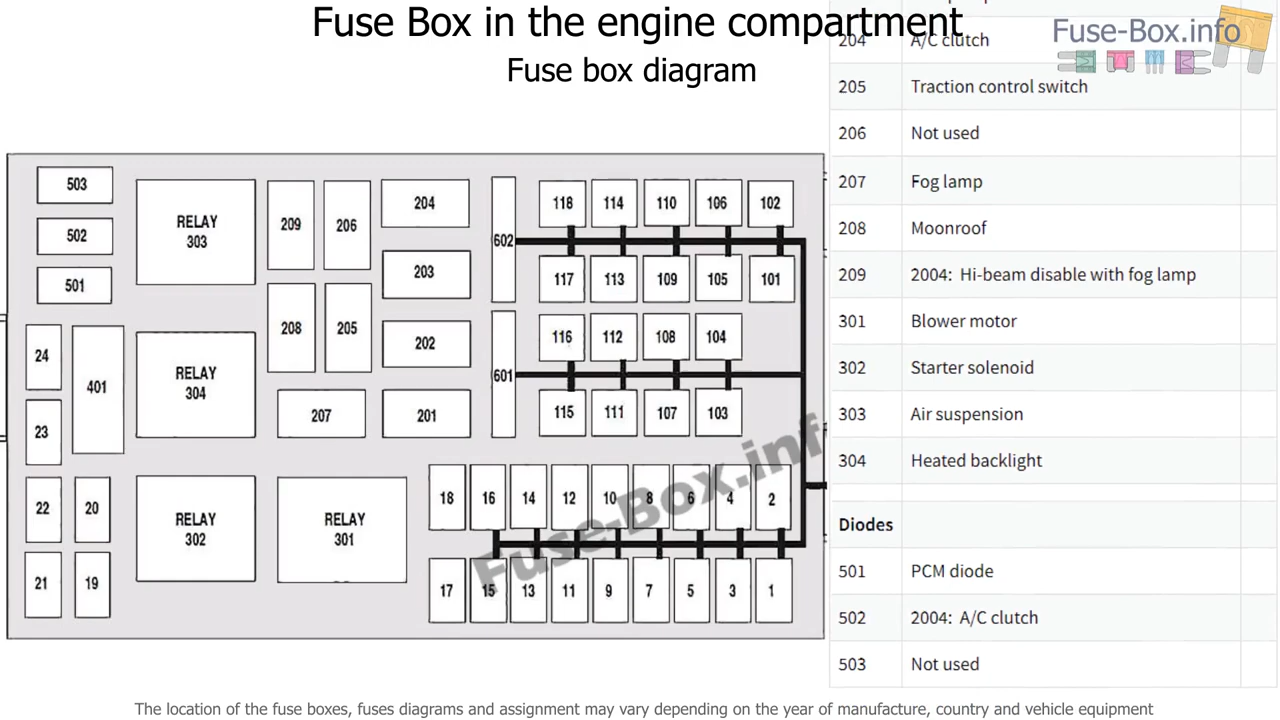 Fuse Box in the engine compartment
Fuse box diagram
Fuse-Box.info
204 A/C clutch
205 Traction control switch
206 Not used
207 Fog lamp
208 Moonroof
209 2004: Hi-beam disable with fog lamp
301 Blower motor
302 Starter solenoid
303 Air suspension
304 Heated backlight
Diodes
501 PCM diode
502 2004: A/C clutch
503 Not used
503
502
501
RELAY
303
209
206
204
203
602
118 114 110 106 102
117 113 109 105 101
24
23
401
RELAY
304
208
205
202
207
201
601
116 112 108 104
115 111 107 103
22 20
21 19
RELAY
302
RELAY
301
18 16 14 12 10 8 6 4 2
17 15 13 11 9 7 5 3 1
Fuse-Box.inf
The location of the fuse boxes, fuses diagrams and assignment may vary depending on the year of manufacture, country and vehicle equipment